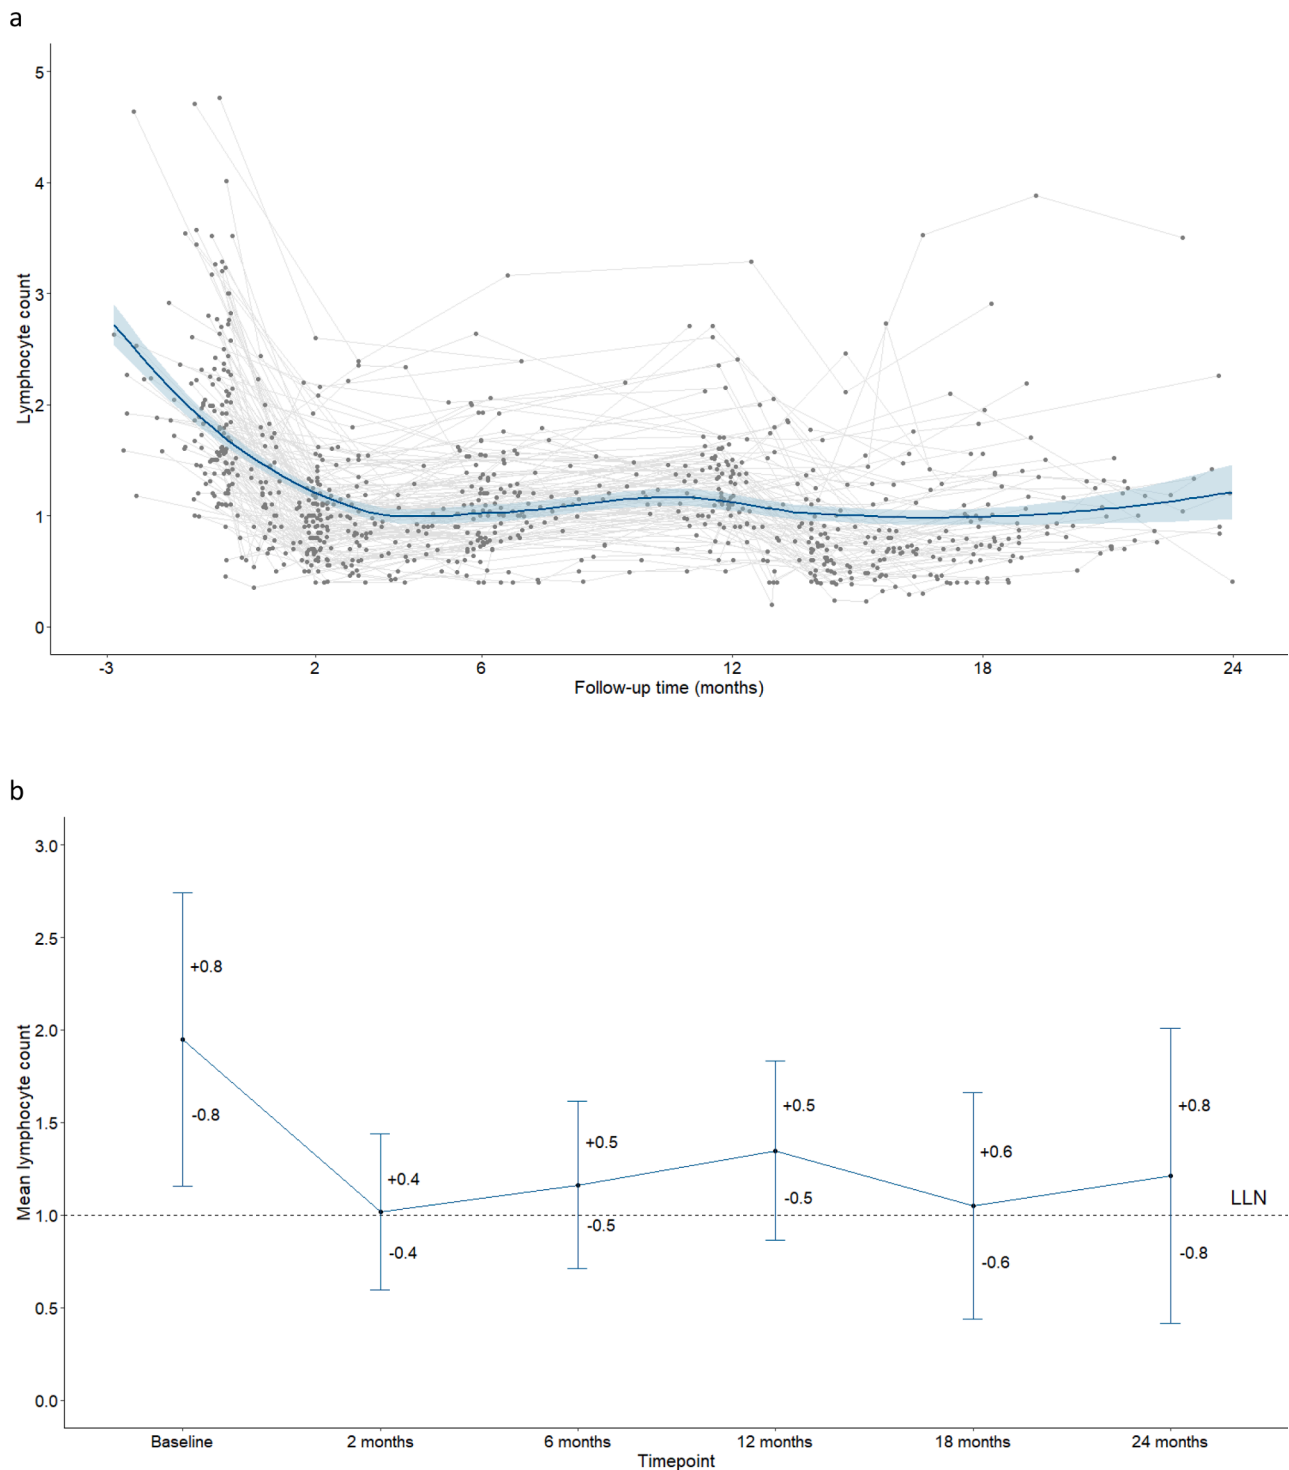 a
5
4
3
2
1
0
Lymphocyte count
-3 2 6 12 18 24
Follow-up time (months)
b
3.0
2.5
2.0
1.5
1.0
0.5
0.0
Mean lymphocyte count
+0.8
-0.8
+0.4
-0.4
+0.5
-0.5
+0.5
-0.5
+0.6
-0.6
+0.8
-0.8
LLN
Baseline 2 months 6 months 12 months 18 months 24 months
Timepoint